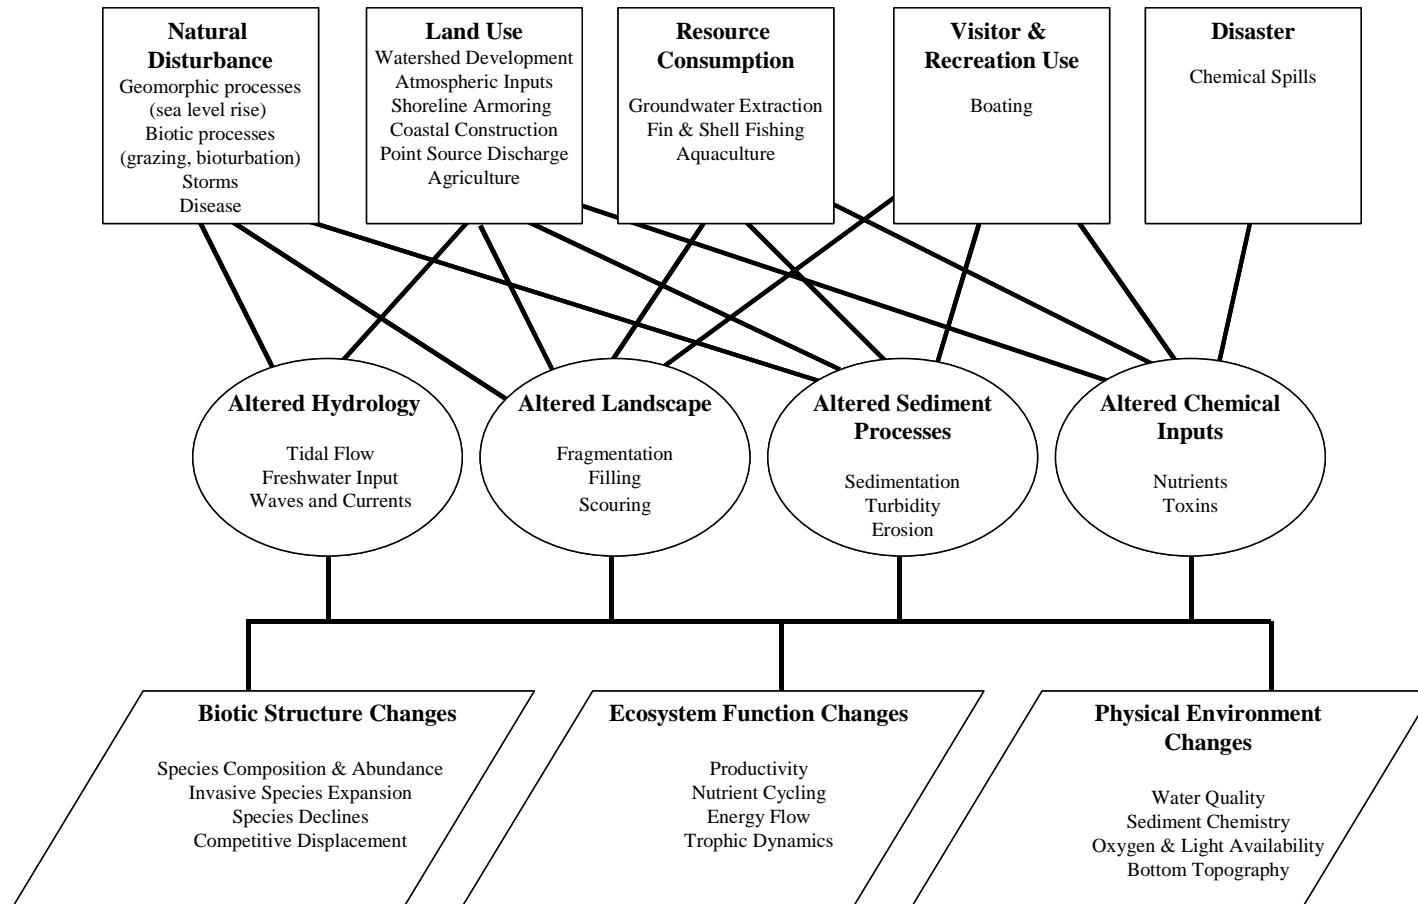 Natural
Disturbance
Geomorphic processes
(sea level rise)
Biotic processes
(grazing, bioturbation)
Storms
Disease
Land Use
Watershed Development
Atmospheric Inputs
Shoreline Armoring
Coastal Construction
Point Source Discharge
Agriculture
Resource
Consumption
Groundwater Extraction
Fin & Shell Fishing
Aquaculture
Visitor &
Recreation Use
Boating
Disaster
Chemical Spills
Altered Hydrology
Tidal Flow
Freshwater Input
Waves and Currents
Altered Landscape
Fragmentation
Filling
Scouring
Altered Sediment
Processes
Sedimentation
Turbidity
Erosion
Altered Chemical
Inputs
Nutrients
Toxins
Biotic Structure Changes
Species Composition & Abundance
Invasive Species Expansion
Species Declines
Competitive Displacement
Ecosystem Function Changes
Productivity
Nutrient Cycling
Energy Flow
Trophic Dynamics
Physical Environment
Changes
Water Quality
Sediment Chemistry
Oxygen & Light Availability
Bottom Topography